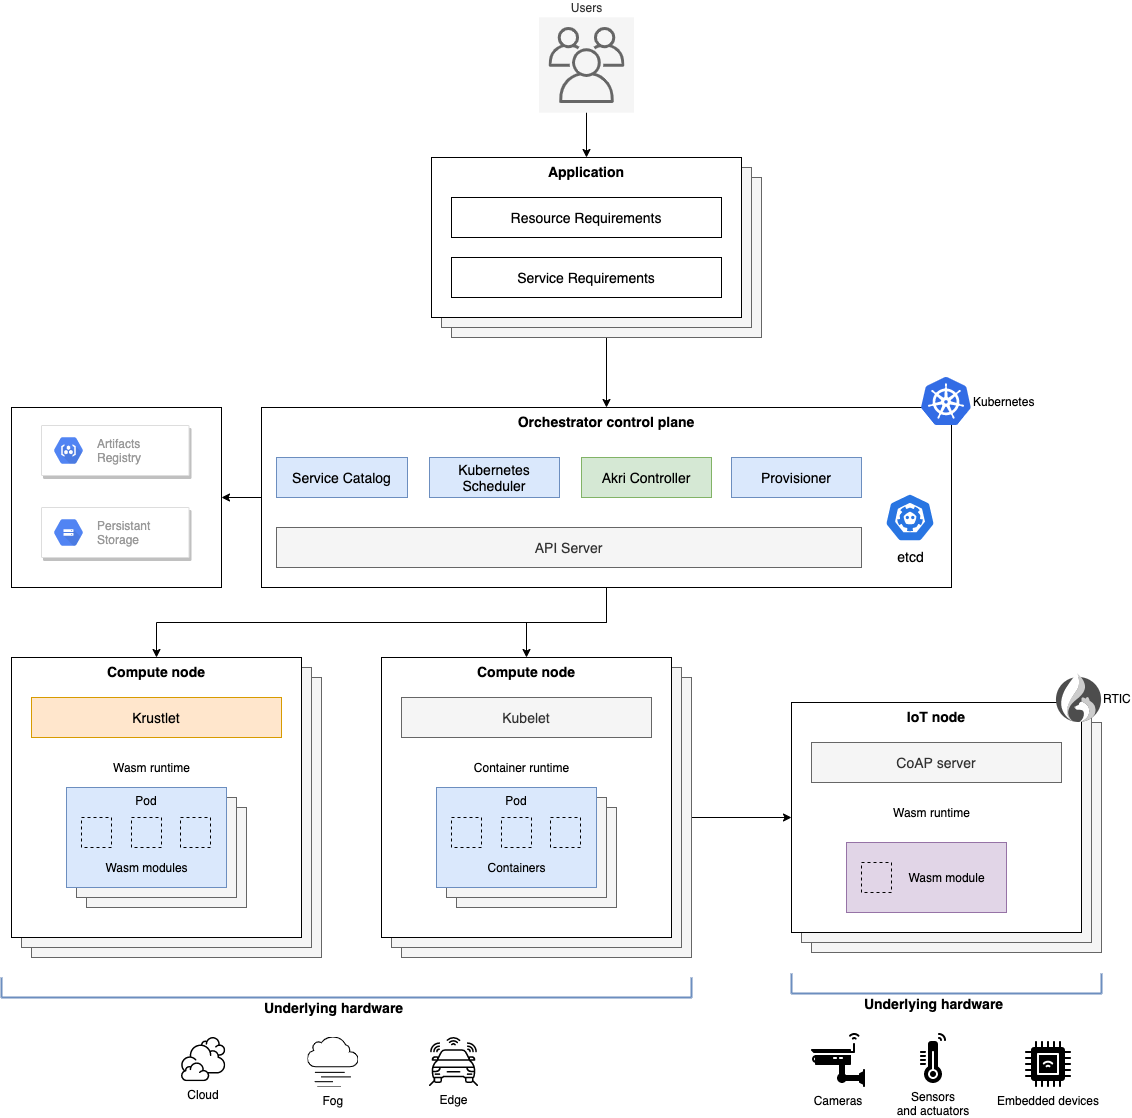 Users
Application
Resource Requirements
Service Requirements
Kubernetes
Orchestrator control plane
Artifacts
Registry
Persistant
Storage
Service Catalog
Kubernetes
Scheduler
Akri Controller
Provisioner
API Server
etcd
Compute node
Krustlet
Wasm runtime
Pod
Wasm modules
Compute node
Kubelet
Container runtime
Pod
Containers
RTIC
IoT node
CoAP server
Wasm runtime
Wasm module
Underlying hardware
Cloud
Fog
Edge
Underlying hardware
Cameras
Sensors
and actuators
Embedded devices